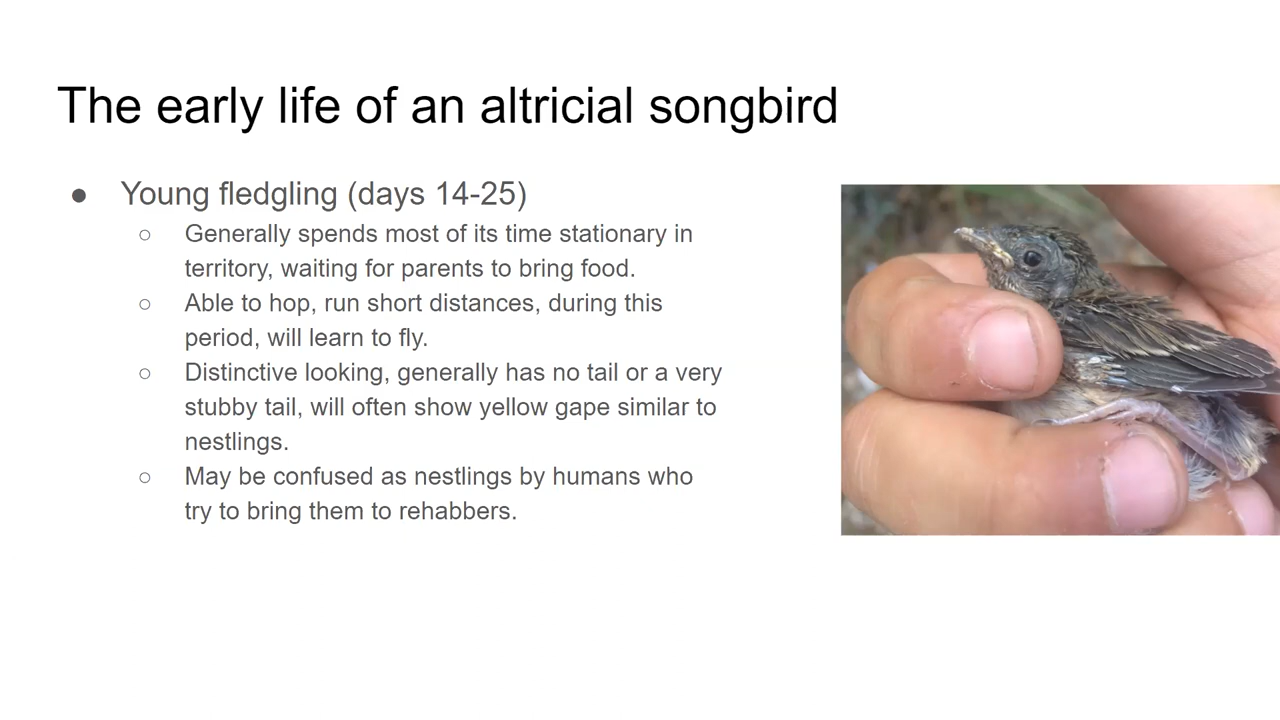 The early life of an altricial songbird
● Young fledgling (days 14-25)
○ Generally spends most of its time stationary in
territory, waiting for parents to bring food.
○ Able to hop, run short distances, during this
period, will learn to fly.
○ Distinctive looking, generally has no tail or a very
stubby tail, will often show yellow gape similar to
nestlings.
○ May be confused as nestlings by humans who
try to bring them to rehabbers.